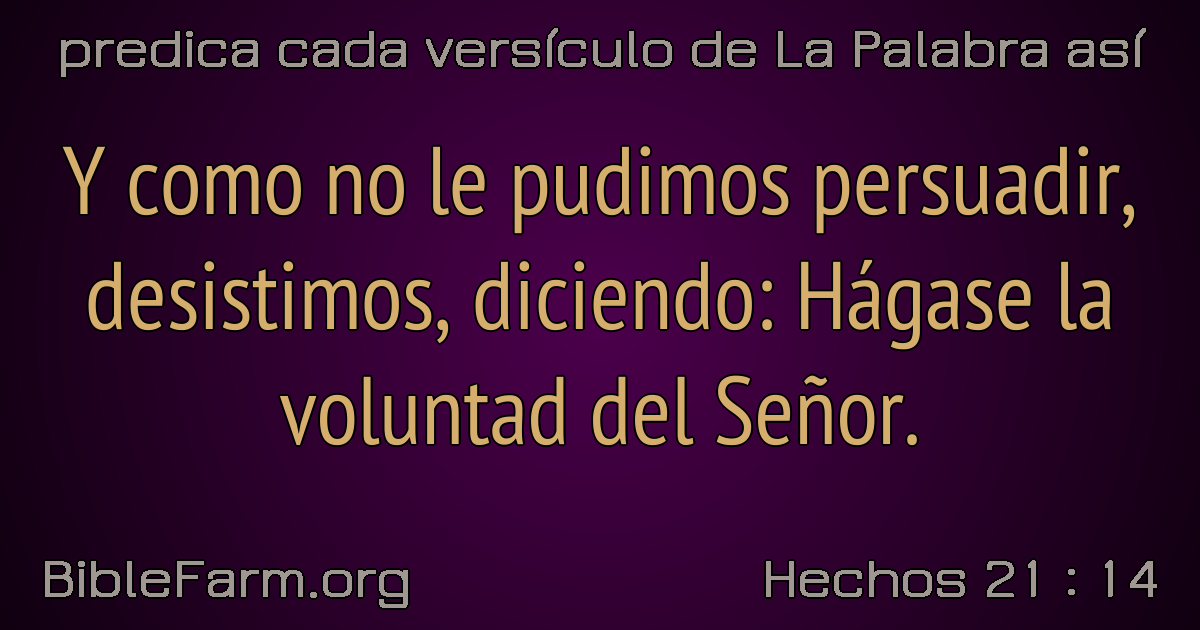 predica cada versículo de La Palabra así
Y como no le pudimos persuadir,
desistimos, diciendo: Hágase la
voluntad del Señor.
BibleFarm.org
Hechos 21 : 14